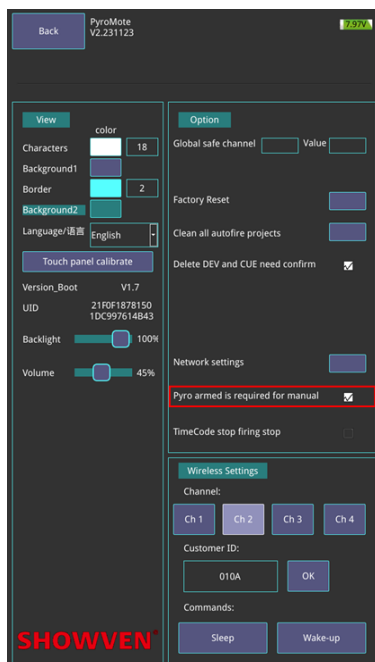 Back
PyroMote
V2.231123
7.97V
View
color
Characters
18
Background1
Border
2
Background2
Language/语言
English
Touch panel calibrate
Version_Boot
V1.7
UID
21F0F1878150
1DC997614B43
Backlight
100%
Volume
45%
SHOWVEN
Option
Global safe channel
Value
Factory Reset
Clean all autofire projects
Delete DEV and CUE need confirm
Network settings
Pyro armed is required for manual
TimeCode stop firing stop
Wireless Settings
Channel:
Ch 1
Ch 2
Ch 3
Ch 4
Customer ID:
010A
OK
Commands:
Sleep
Wake-up